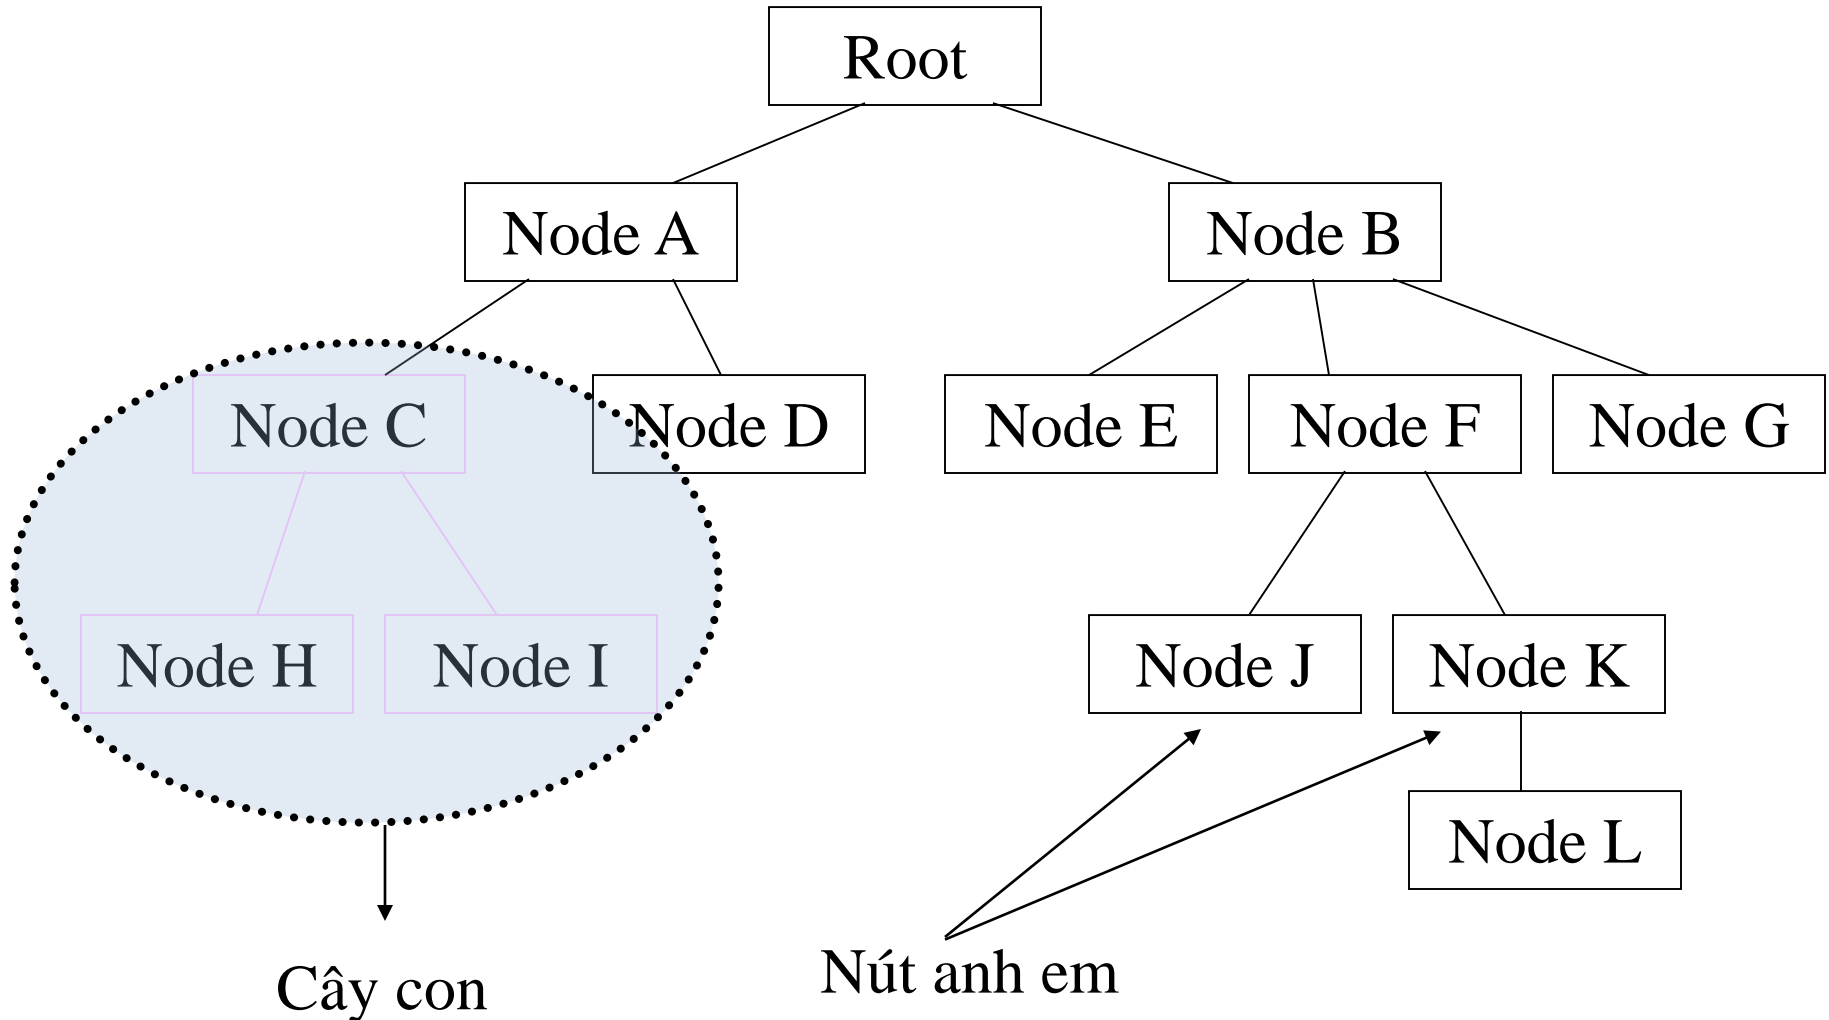 Root
Node A
Node B
Node C
Node D
Node E
Node F
Node G
Node H
Node I
Node J
Node K
Node L
Nút anh em
Cây con